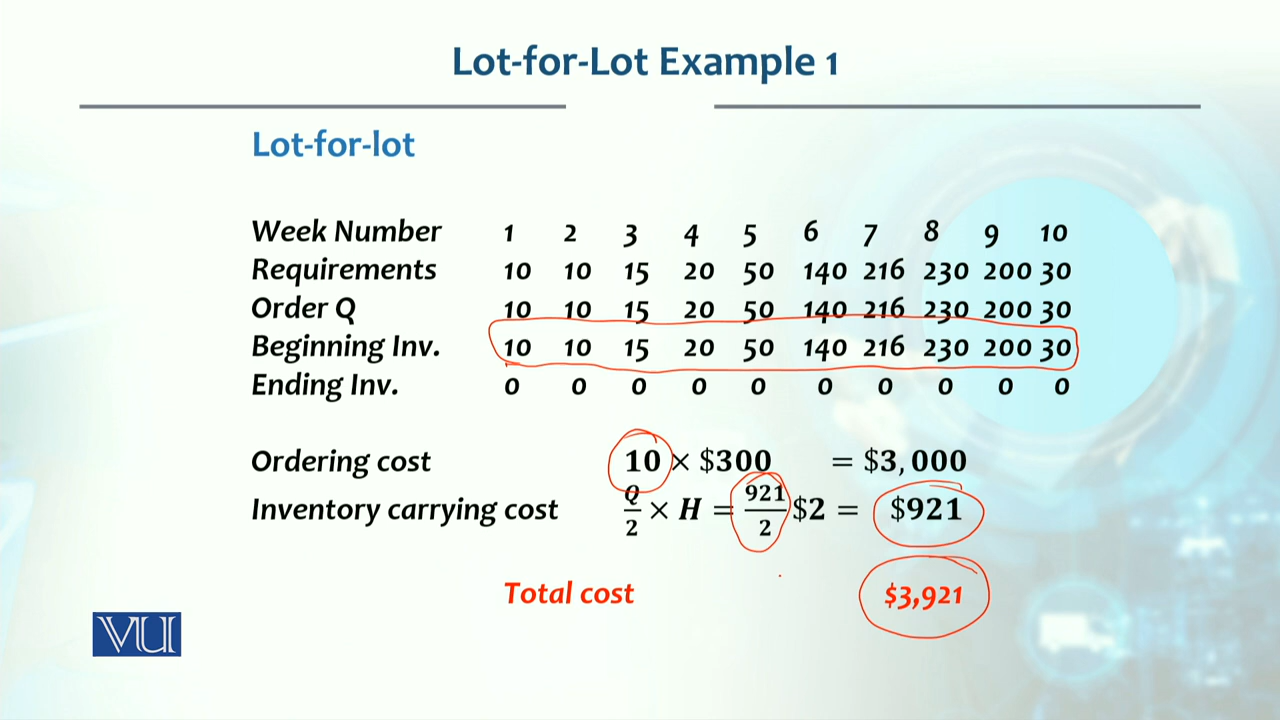 Lot-for-Lot Example 1
Lot-for-lot
Week Number 1 2 3 4 5 6 7 8 9 10
Requirements 10 10 15 20 50 140 216 230 200 30
Order Q 10 10 15 20 50 140 216 230 200 30
Beginning Inv. 10 10 15 20 50 140 216 230 200 30
Ending Inv. 0 0 0 0 0 0 0 0 0 0
Ordering cost 10 × $300 = $3,000
Inventory carrying cost Q/2 × H = 921/2 $2 = $921
Total cost $3,921
VU